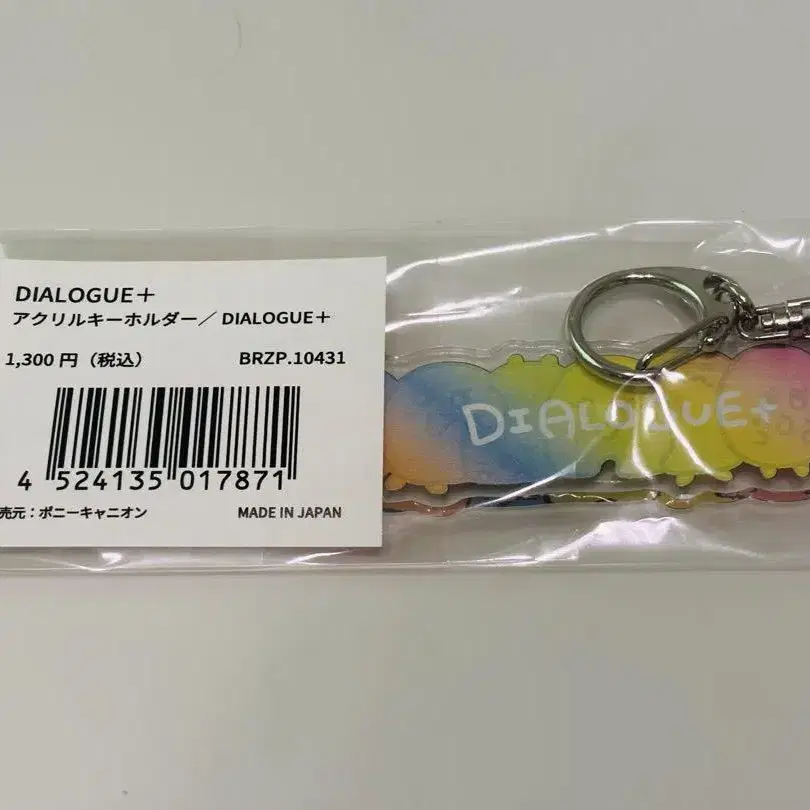 DIALOGUE＋
アクリルキーホルダー／DIALOGUE＋
1,300 円（税込） BRZP.10431
4 524135 017871
売元：ポニーキャニオン MADE IN JAPAN
DIALOGUE+